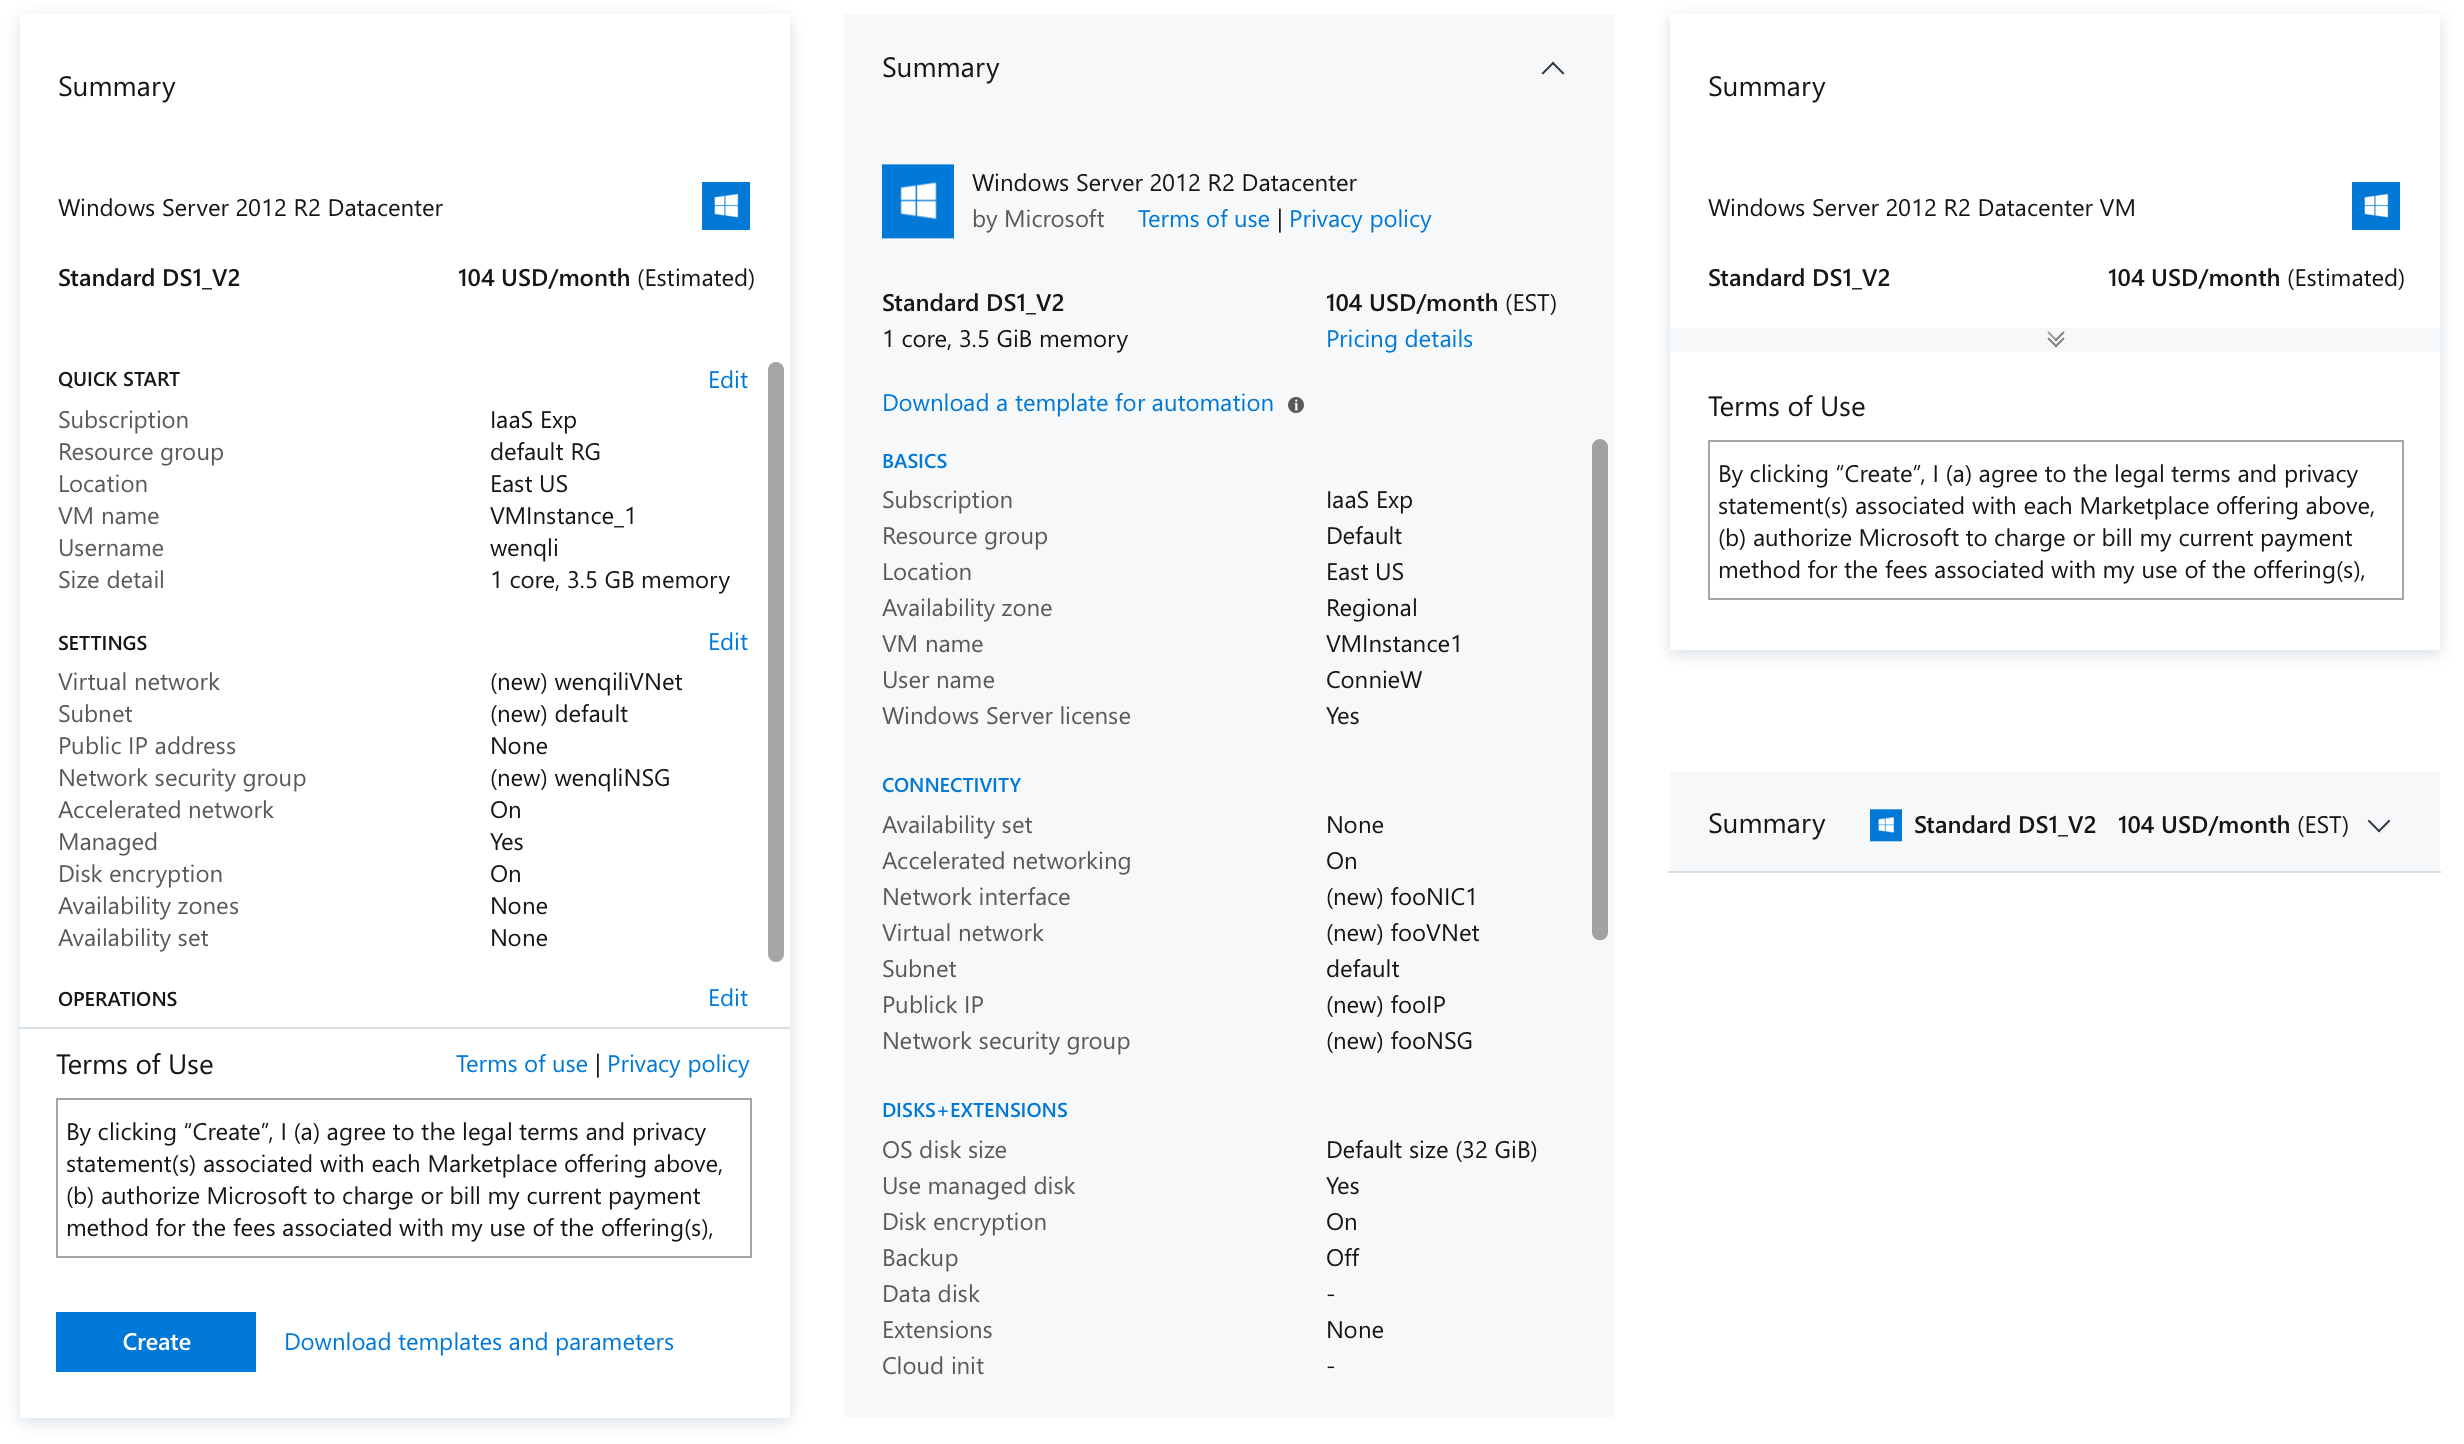 Summary
Windows Server 2012 R2 Datacenter
Standard DS1_V2 104 USD/month (Estimated)
QUICK START Edit
Subscription IaaS Exp
Resource group default RG
Location East US
VM name VMInstance_1
Username wenqli
Size detail 1 core, 3.5 GB memory
SETTINGS Edit
Virtual network (new) wenqiliVNet
Subnet (new) default
Public IP address None
Network security group (new) wenqliNSG
Accelerated network On
Managed Yes
Disk encryption On
Availability zones None
Availability set None
OPERATIONS Edit
Terms of Use Terms of use | Privacy policy
By clicking “Create”, I (a) agree to the legal terms and privacy
statement(s) associated with each Marketplace offering above,
(b) authorize Microsoft to charge or bill my current payment
method for the fees associated with my use of the offering(s),
Create Download templates and parameters
Summary
Windows Server 2012 R2 Datacenter
by Microsoft Terms of use | Privacy policy
Standard DS1_V2 104 USD/month (EST)
1 core, 3.5 GiB memory Pricing details
Download a template for automation
BASICS
Subscription IaaS Exp
Resource group Default
Location East US
Availability zone Regional
VM name VMInstance1
User name ConnieW
Windows Server license Yes
CONNECTIVITY
Availability set None
Accelerated networking On
Network interface (new) fooNIC1
Virtual network (new) fooVNet
Subnet default
Publick IP (new) fooIP
Network security group (new) fooNSG
DISKS+EXTENSIONS
OS disk size Default size (32 GiB)
Use managed disk Yes
Disk encryption On
Backup Off
Data disk -
Extensions None
Cloud init -
Summary
Windows Server 2012 R2 Datacenter VM
Standard DS1_V2 104 USD/month (Estimated)
Terms of Use
By clicking “Create”, I (a) agree to the legal terms and privacy
statement(s) associated with each Marketplace offering above,
(b) authorize Microsoft to charge or bill my current payment
method for the fees associated with my use of the offering(s),
Summary Standard DS1_V2 104 USD/month (EST)